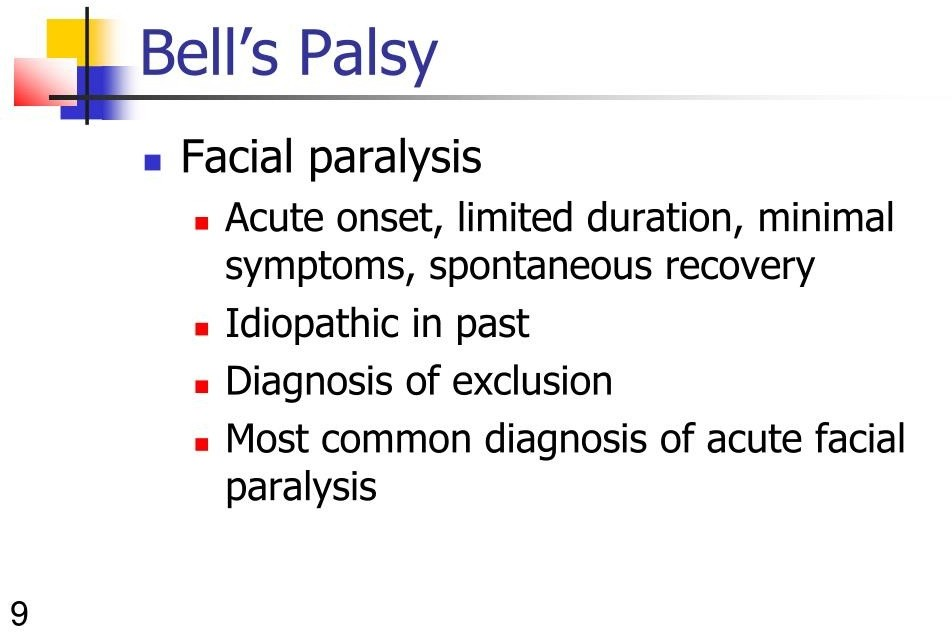 Bell’s Palsy
Facial paralysis
Acute onset, limited duration, minimal
symptoms, spontaneous recovery
Idiopathic in past
Diagnosis of exclusion
Most common diagnosis of acute facial
paralysis
9